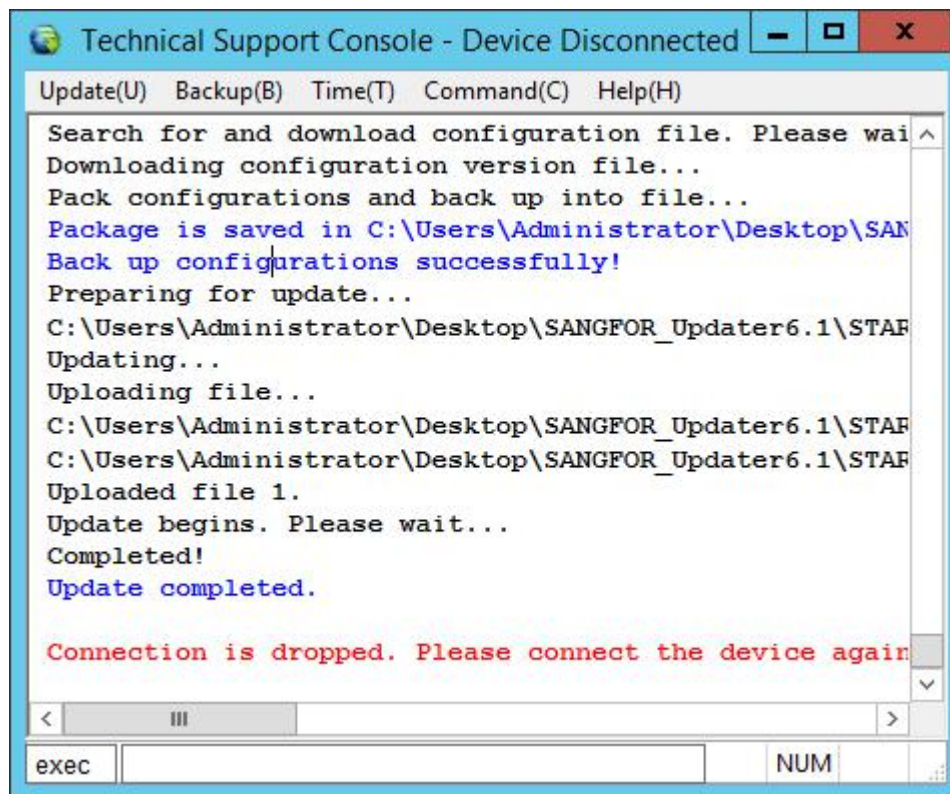 Technical Support Console - Device Disconnected
Update(U) Backup(B) Time(T) Command(C) Help(H)
Search for and download configuration file. Please wai
Downloading configuration version file...
Pack configurations and back up into file...
Package is saved in C:\Users\Administrator\Desktop\SAN
Back up configurations successfully!
Preparing for update...
C:\Users\Administrator\Desktop\SANGFOR_Updater6.1\STAR
Updating...
Uploading file...
C:\Users\Administrator\Desktop\SANGFOR_Updater6.1\STAR
C:\Users\Administrator\Desktop\SANGFOR_Updater6.1\STAR
Uploaded file 1.
Update begins. Please wait...
Completed!
Update completed.
Connection is dropped. Please connect the device again
exec NUM